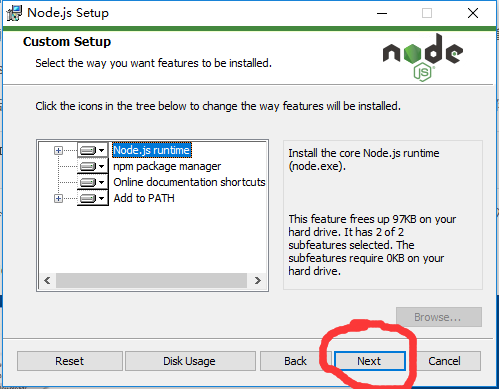 Node.js Setup
Custom Setup
Select the way you want features to be installed.
node
JS
Click the icons in the tree below to change the way features will be installed.
Node.js runtime
npm package manager
Online documentation shortcuts
Add to PATH
Install the core Node.js runtime
(node.exe).
This feature frees up 97KB on your
hard drive. It has 2 of 2
subfeatures selected. The
subfeatures require 0KB on your
hard drive.
Browse...
Reset
Disk Usage
Back
Next
Cancel